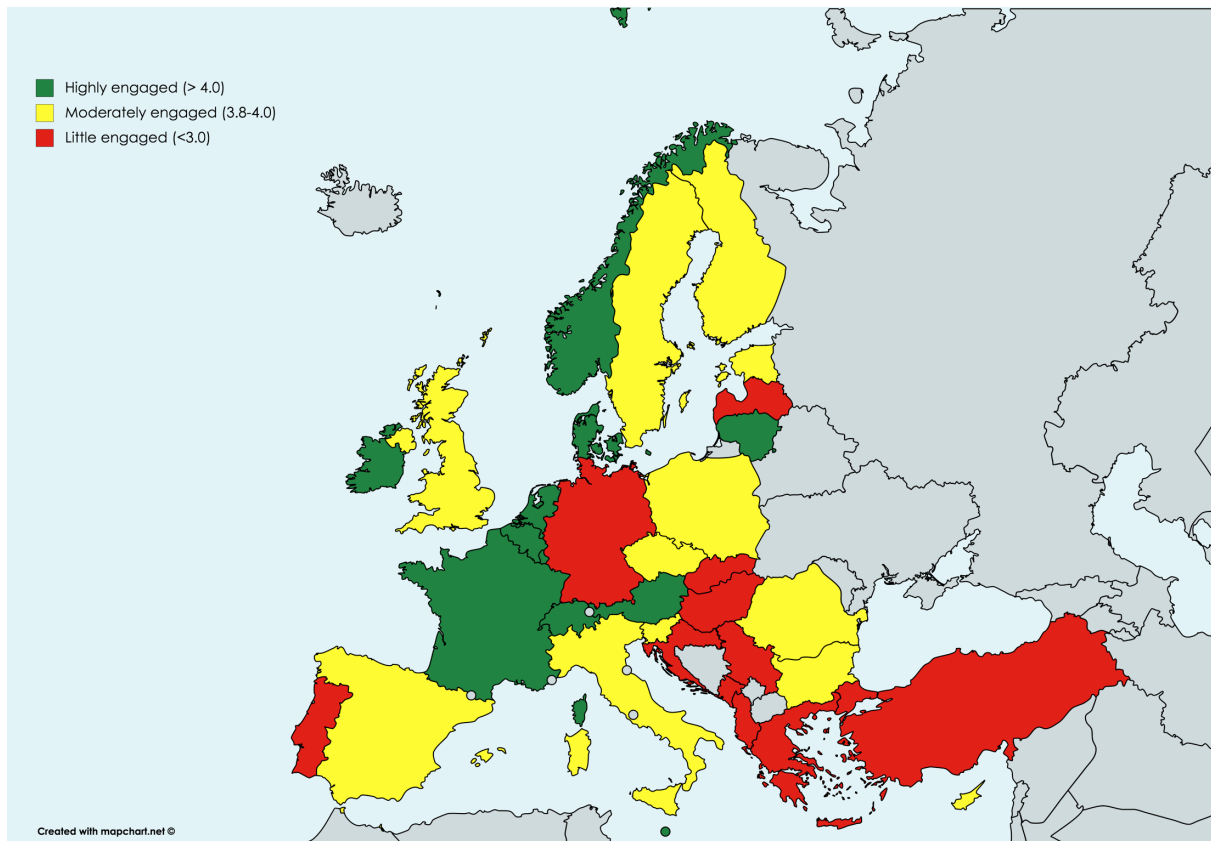 Highly engaged (> 4.0)
Moderately engaged (3.8-4.0)
Little engaged (<3.0)
Created with mapchart.net ©